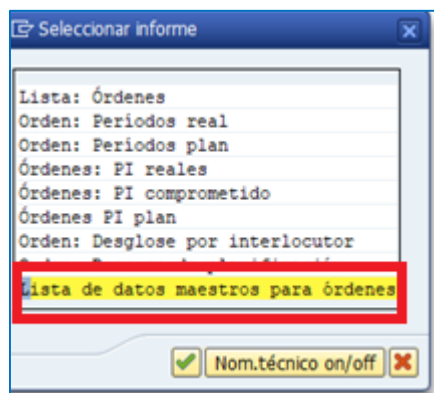 Seleccionar informe
Lista: Órdenes
Orden: Períodos real
Orden: Períodos plan
Órdenes: PI reales
Órdenes: PI comprometido
Órdenes PI plan
Orden: Desglose por interlocutor
Lista de datos maestros para órdenes
Nom.técnico on/off